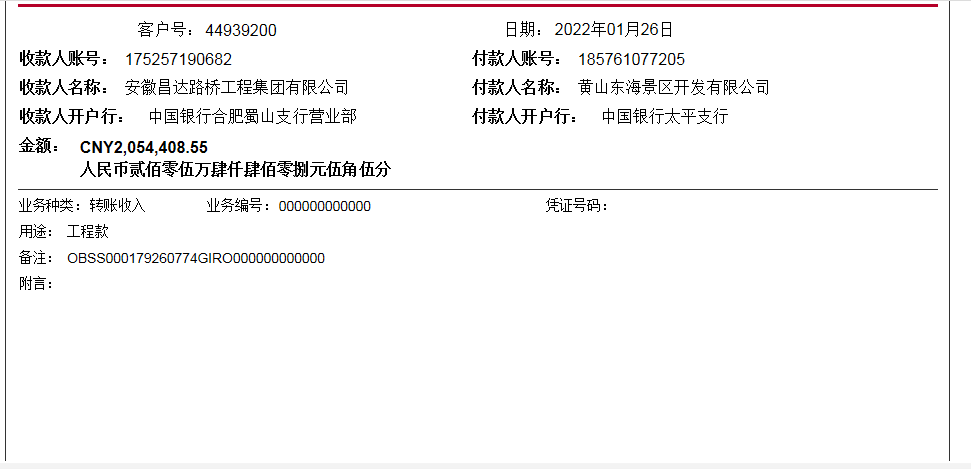 客户号： 44939200 日期： 2022年01月26日
收款人账号： 175257190682 付款人账号： 185761077205
收款人名称： 安徽昌达路桥工程集团有限公司 付款人名称： 黄山东海景区开发有限公司
收款人开户行： 中国银行合肥蜀山支行营业部 付款人开户行： 中国银行太平支行
金额： CNY2,054,408.55
人民币贰佰零伍万肆仟肆佰零捌元伍角伍分
业务种类：转账收入 业务编号：000000000000 凭证号码：
用途： 工程款
备注： OBSS000179260774GIRO000000000000
附言：